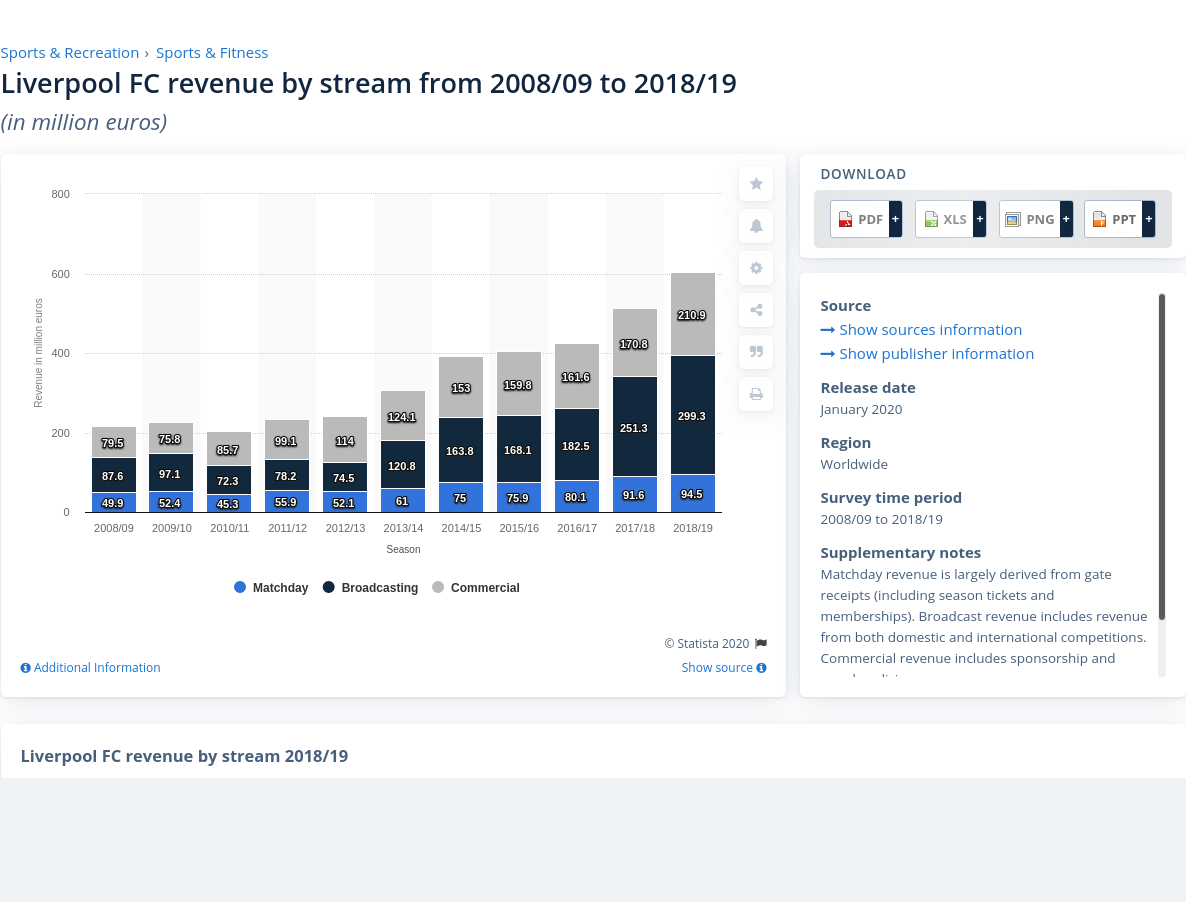 Sports & Recreation › Sports & Fitness
Liverpool FC revenue by stream from 2008/09 to 2018/19
(in million euros)
800
600
400
200
0
Revenue in million euros
79.5 75.8 85.7 99.1 114 124.1 153 159.8 161.6 170.8 210.9
87.6 97.1 72.3 78.2 74.5 120.8 163.8 168.1 182.5 251.3 299.3
49.9 52.4 45.3 55.9 52.1 61 75 75.9 80.1 91.6 94.5
2008/09 2009/10 2010/11 2011/12 2012/13 2013/14 2014/15 2015/16 2016/17 2017/18 2018/19
Season
Matchday Broadcasting Commercial
© Statista 2020
Additional Information
Show source
DOWNLOAD
PDF + XLS + PNG + PPT +
Source
Show sources information
Show publisher information
Release date
January 2020
Region
Worldwide
Survey time period
2008/09 to 2018/19
Supplementary notes
Matchday revenue is largely derived from gate
receipts (including season tickets and
memberships). Broadcast revenue includes revenue
from both domestic and international competitions.
Commercial revenue includes sponsorship and
Liverpool FC revenue by stream 2018/19